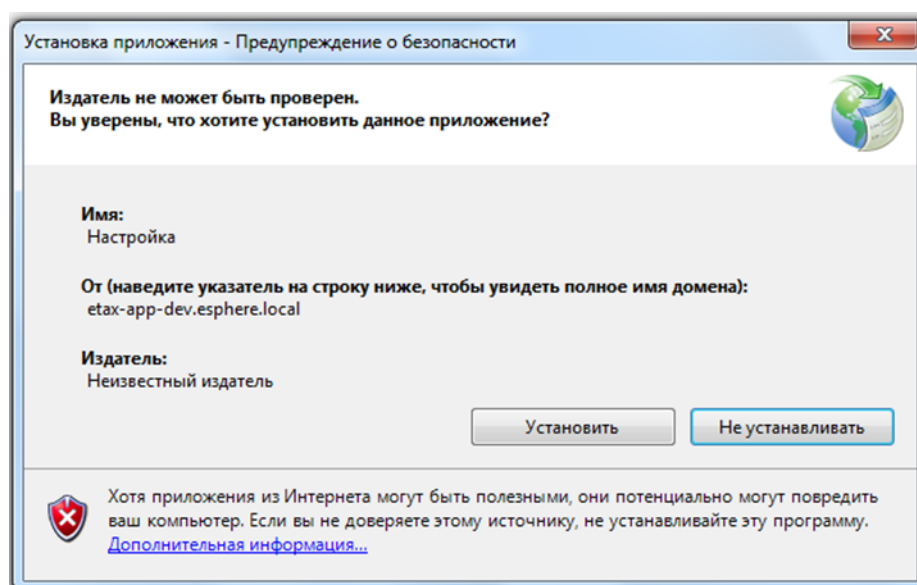 Установка приложения - Предупреждение о безопасности
Издатель не может быть проверен.
Вы уверены, что хотите установить данное приложение?
Имя:
Настройка
От (наведите указатель на строку ниже, чтобы увидеть полное имя домена):
etax-app-dev.esphere.local
Издатель:
Неизвестный издатель
Установить
Не устанавливать
Хотя приложения из Интернета могут быть полезными, они потенциально могут повредить
ваш компьютер. Если вы не доверяете этому источнику, не устанавливайте эту программу.
Дополнительная информация...